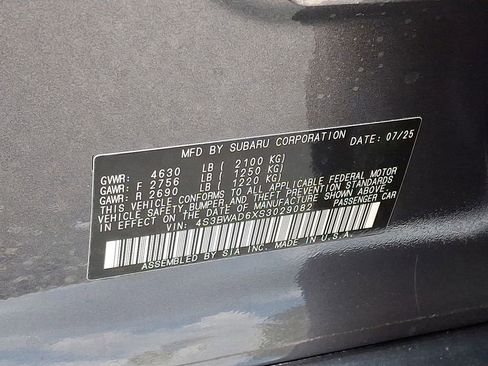 MFD BY SUBARU CORPORATION DATE: 07/25
GVWR: 4630 LB ( 2100 KG)
GAWR: F 2756 LB ( 1250 KG)
GAWR: R 2690 LB ( 1220 KG)
THIS VEHICLE CONFORMS TO ALL APPLICABLE FEDERAL MOTOR
VEHICLE SAFETY, BUMPER, AND THEFT PREVENTION STANDARDS
IN EFFECT ON THE DATE OF MANUFACTURE SHOWN ABOVE.
VIN: 4S3BWAD6XS3029082 PASSENGER CAR
ASSEMBLED BY SIA INC. MADE IN U.S.A.